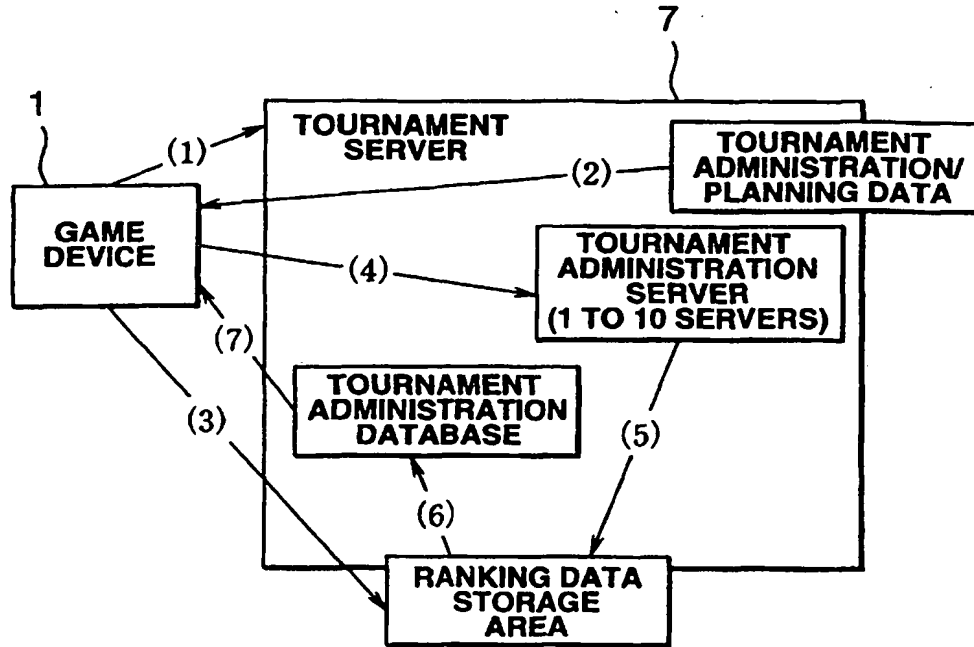 7
1
(1)
TOURNAMENT
SERVER
TOURNAMENT
ADMINISTRATION/
PLANNING DATA
(2)
GAME
DEVICE
TOURNAMENT
ADMINISTRATION
SERVER
(1 TO 10 SERVERS)
(4)
(7)
TOURNAMENT
ADMINISTRATION
DATABASE
(3)
(5)
(6)
RANKING DATA
STORAGE
AREA